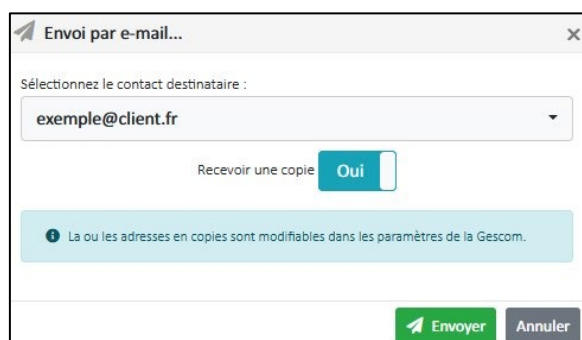 Envoi par e-mail...
×
Sélectionnez le contact destinataire :
exemple@client.fr
Recevoir une copie Oui
La ou les adresses en copies sont modifiables dans les paramètres de la Gescom.
Envoyer Annuler